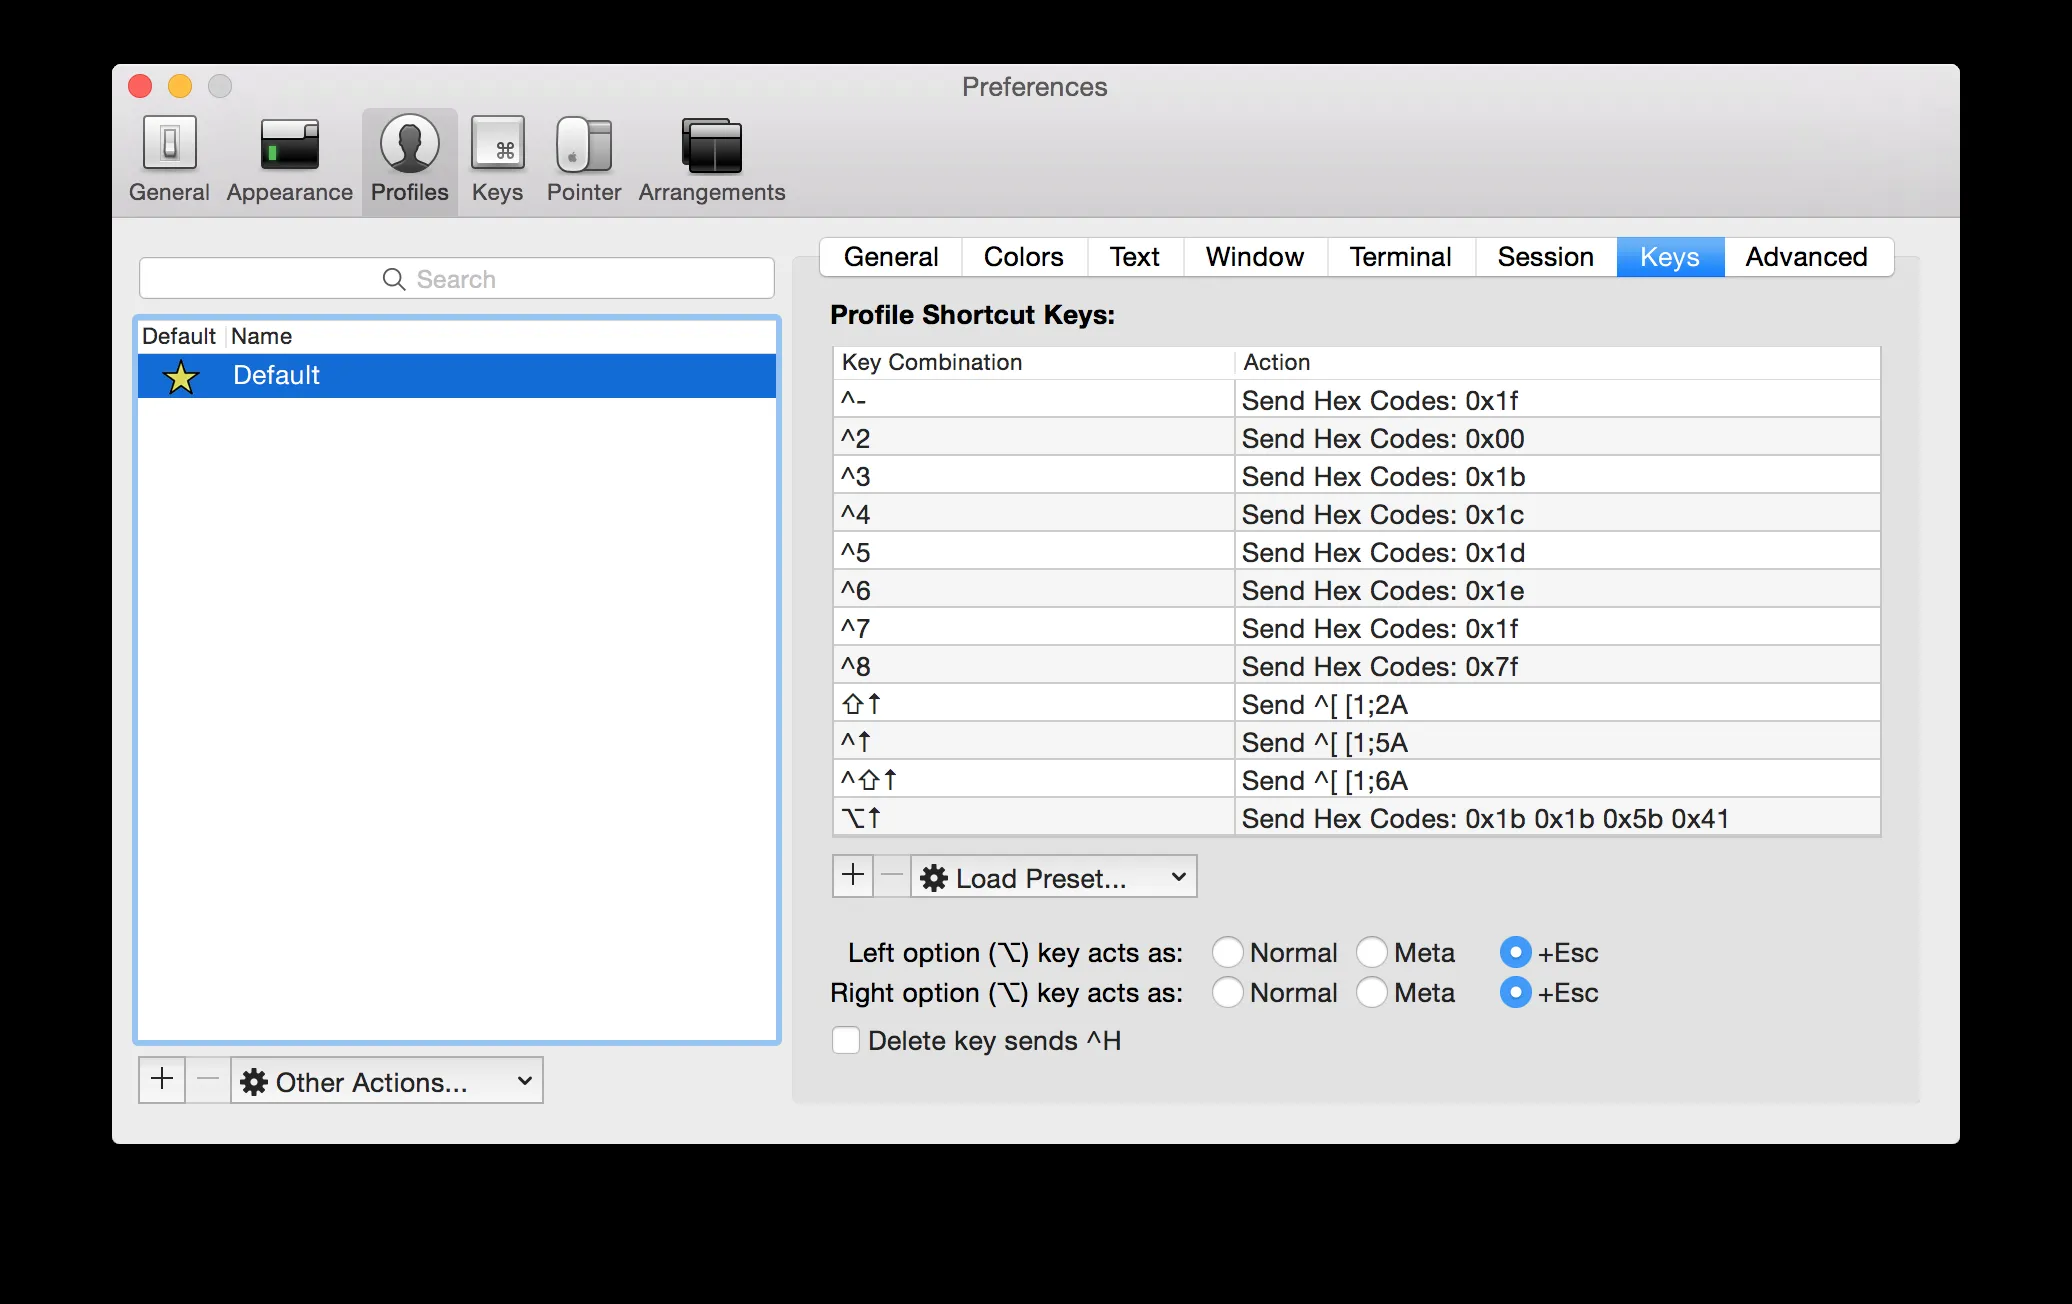 Preferences
General Appearance Profiles Keys Pointer Arrangements
Search
Default Name
Default
Other Actions...
General Colors Text Window Terminal Session Keys Advanced
Profile Shortcut Keys:
Key Combination Action
^- Send Hex Codes: 0x1f
^2 Send Hex Codes: 0x00
^3 Send Hex Codes: 0x1b
^4 Send Hex Codes: 0x1c
^5 Send Hex Codes: 0x1d
^6 Send Hex Codes: 0x1e
^7 Send Hex Codes: 0x1f
^8 Send Hex Codes: 0x7f
⇧↑ Send ^[ [1;2A
^↑ Send ^[ [1;5A
^⇧↑ Send ^[ [1;6A
⌥↑ Send Hex Codes: 0x1b 0x1b 0x5b 0x41
Load Preset...
Left option (⌥) key acts as: Normal Meta +Esc
Right option (⌥) key acts as: Normal Meta +Esc
Delete key sends ^H